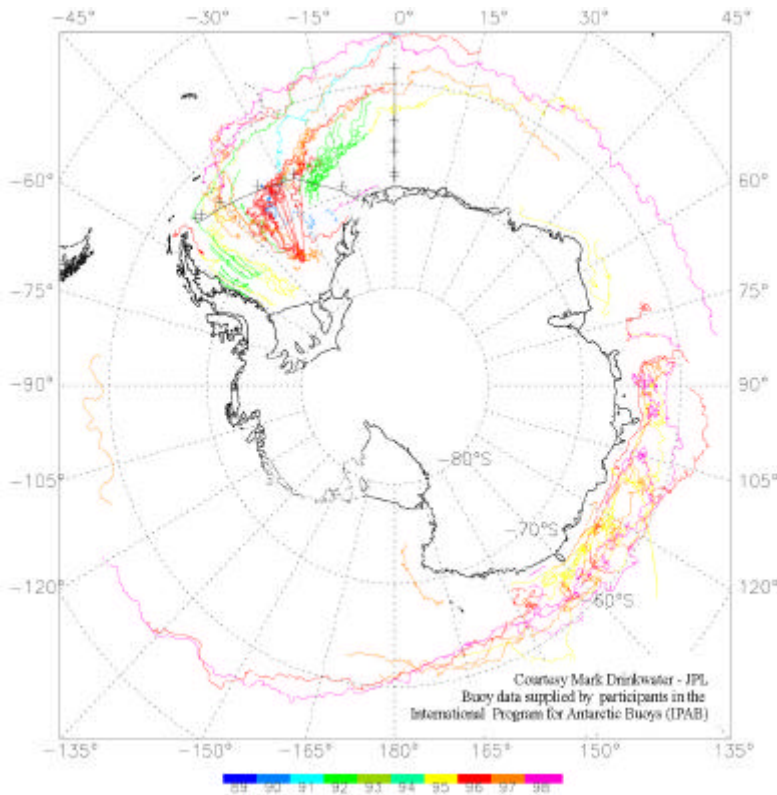 -45° -30° -15° 0° 15° 30° 45°
-60° 60°
-75° 75°
-90° 90°
-80°S
-105° 105°
-70°S
-120° 120°
-60°S
Courtesy Mark Drinkwater - JPL
Buoy data supplied by participants in the
International Program for Antarctic Buoys (IPAB)
-135° -150° -165° 180° 165° 150° 135°
89 90 91 92 93 94 95 96 97 98